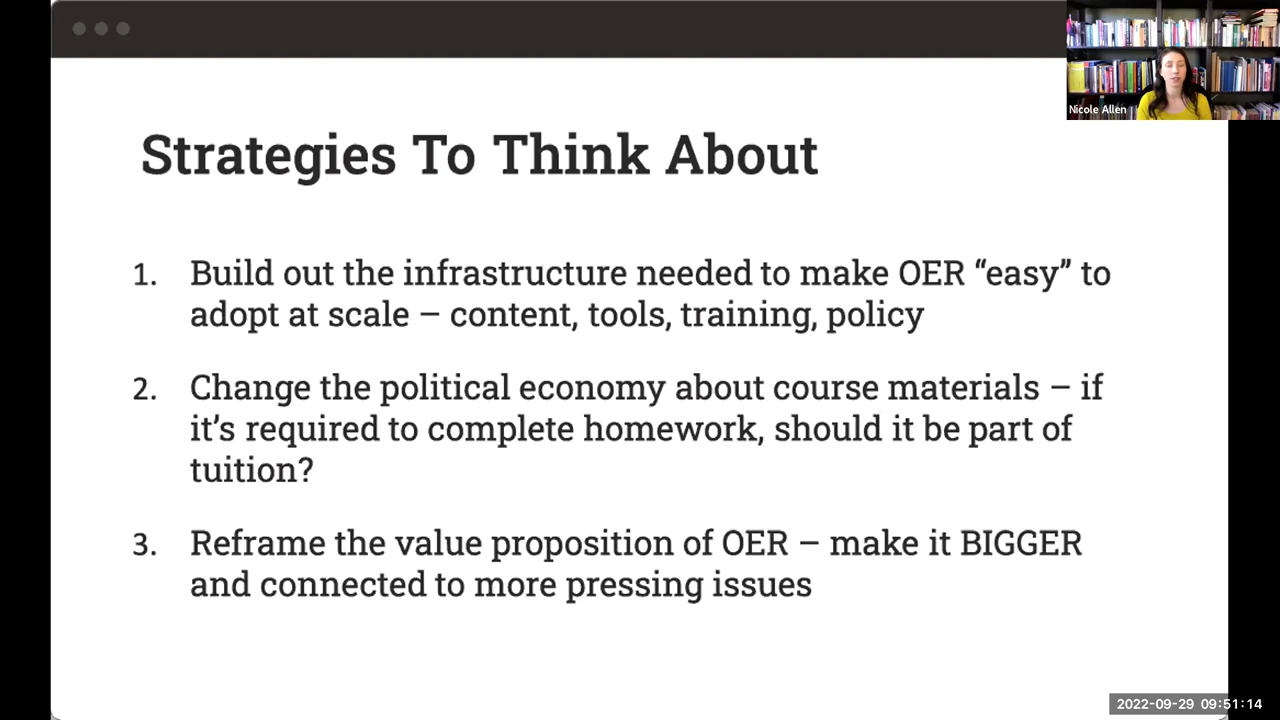 Nicole Allen
Strategies To Think About
1. Build out the infrastructure needed to make OER “easy” to
adopt at scale – content, tools, training, policy
2. Change the political economy about course materials – if
it’s required to complete homework, should it be part of
tuition?
3. Reframe the value proposition of OER – make it BIGGER
and connected to more pressing issues
2022-09-29 09:51:14